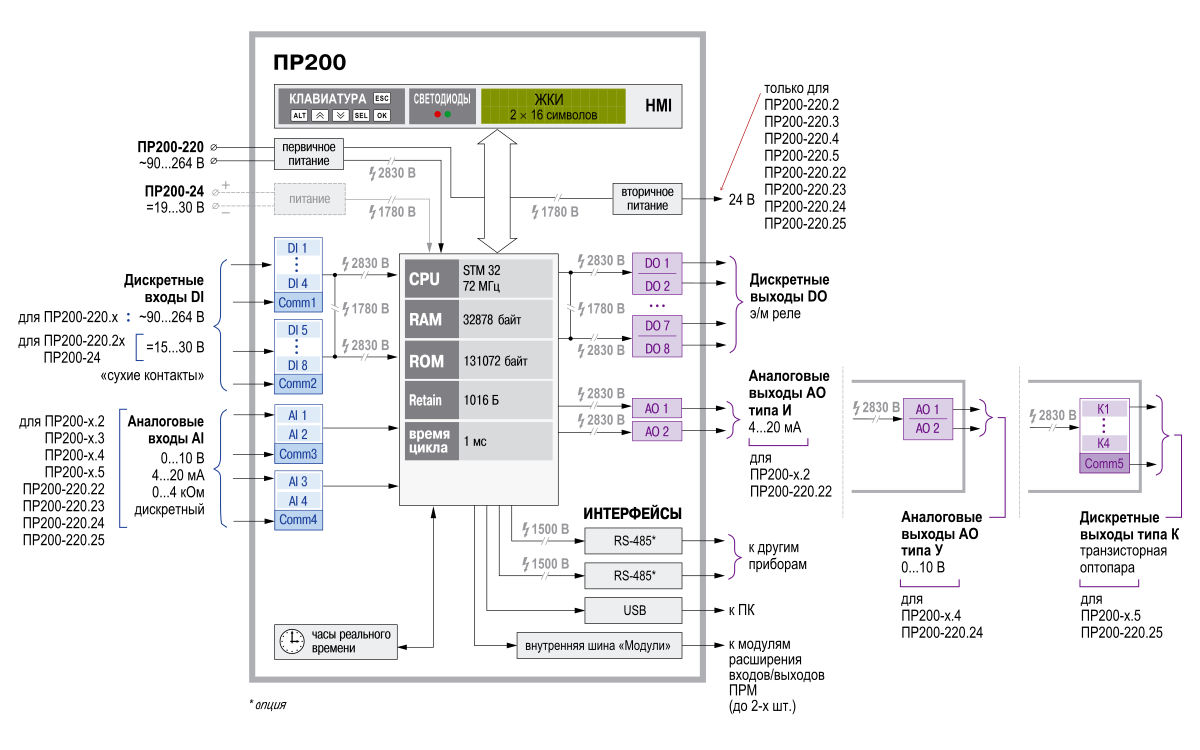 ПР200
КЛАВИАТУРА ESC
ALT SEL OK
СВЕТОДИОДЫ
ЖКИ
2 × 16 символов
HMI
ПР200-220
~90...264 В
первичное
питание
2830 В
ПР200-24
=19...30 В
+
–
питание
1780 В
1780 В
вторичное
питание
24 В
только для
ПР200-220.2
ПР200-220.3
ПР200-220.4
ПР200-220.5
ПР200-220.22
ПР200-220.23
ПР200-220.24
ПР200-220.25
Дискретные
входы DI
для ПР200-220.x : ~90...264 В
для ПР200-220.2x
ПР200-24
=15...30 В
«сухие контакты»
DI 1
DI 4
Comm1
DI 5
DI 8
Comm2
2830 В
1780 В
2830 В
для ПР200-x.2
ПР200-x.3
ПР200-x.4
ПР200-x.5
ПР200-220.22
ПР200-220.23
ПР200-220.24
ПР200-220.25
Аналоговые
входы AI
0...10 В
4...20 мА
0...4 кОм
дискретный
AI 1
AI 2
Comm3
AI 3
AI 4
Comm4
CPU
STM 32
72 МГц
RAM
32878 байт
ROM
131072 байт
Retain
1016 Б
время
цикла
1 мс
2830 В
1780 В
2830 В
DO 1
DO 2
DO 7
DO 8
Дискретные
выходы DO
э/м реле
2830 В
2830 В
AO 1
AO 2
Аналоговые
выходы АО
типа И
4...20 мА
для
ПР200-x.2
ПР200-220.22
2830 В
AO 1
AO 2
Аналоговые
выходы АО
типа У
0...10 В
для
ПР200-x.4
ПР200-220.24
2830 В
К1
К4
Comm5
Дискретные
выходы типа К
транзисторная
оптопара
для
ПР200-x.5
ПР200-220.25
ИНТЕРФЕЙСЫ
1500 В
RS-485*
1500 В
RS-485*
к другим
приборам
USB
к ПК
внутренняя шина «Модули»
к модулям
расширения
входов/выходов
ПРМ
(до 2-х шт.)
часы реального
времени
* опция